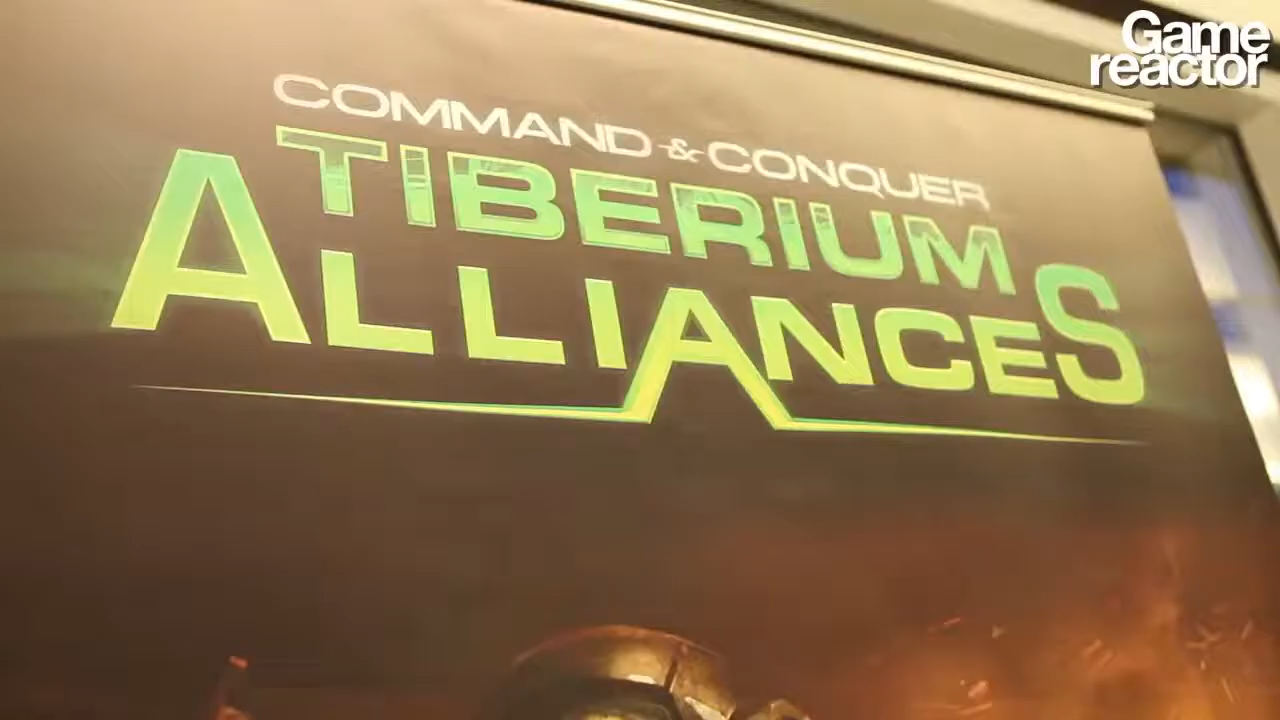 Game
reactor
COMMAND & CONQUER
TIBERIUM
ALLIANCES